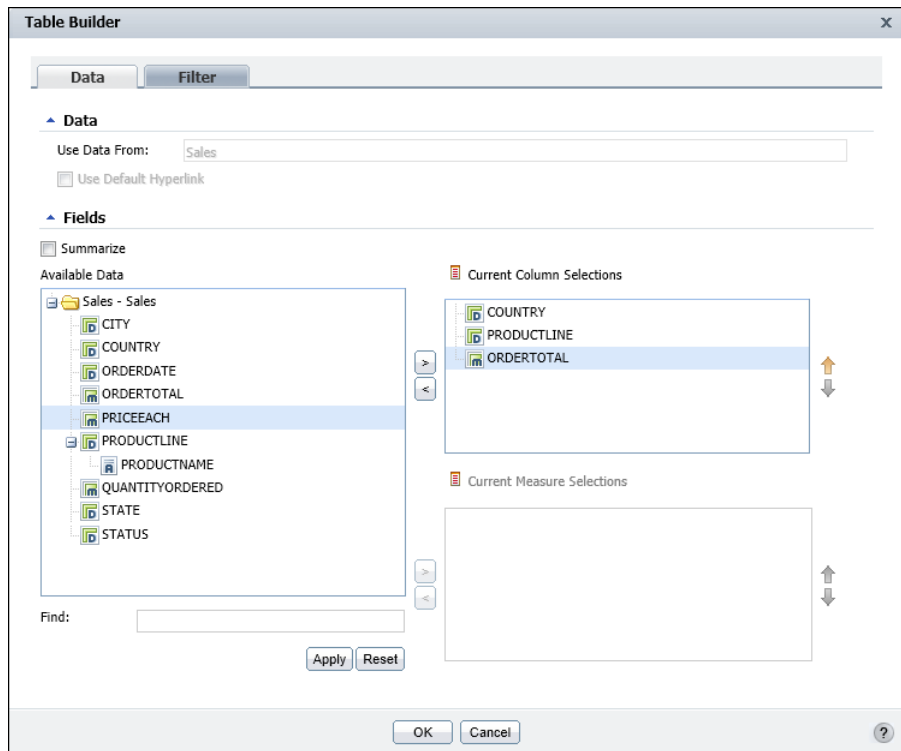 Table Builder x
Data Filter
Data
Use Data From: Sales
Use Default Hyperlink
Fields
Summarize
Available Data
Sales - Sales
CITY
COUNTRY
ORDERDATE
ORDERTOTAL
PRICEEACH
PRODUCTLINE
PRODUCTNAME
QUANTITYORDERED
STATE
STATUS
Find:
Apply Reset
>
<
>
<
Current Column Selections
COUNTRY
PRODUCTLINE
ORDERTOTAL
Current Measure Selections
OK Cancel ?